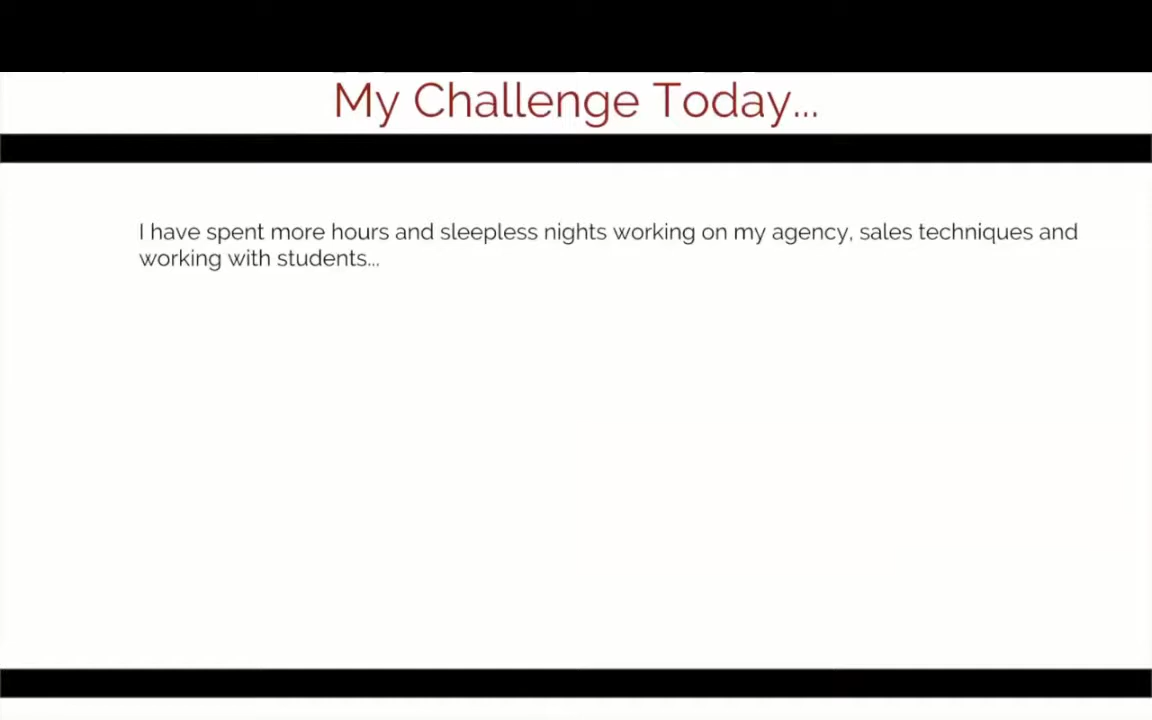 My Challenge Today...
I have spent more hours and sleepless nights working on my agency, sales techniques and
working with students...